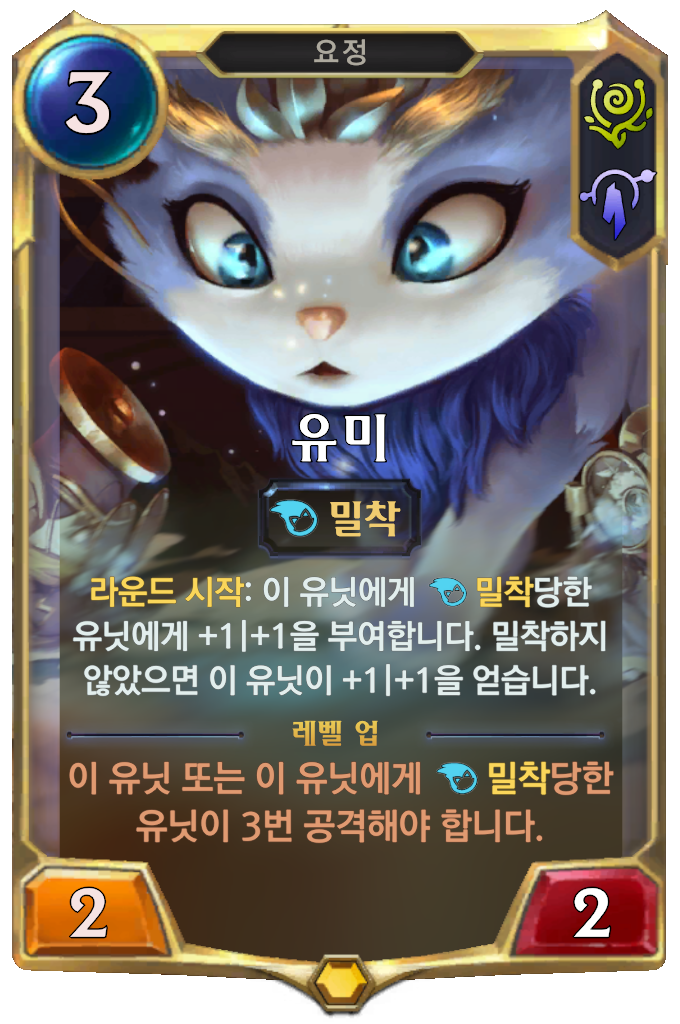 요정
3
유미
밀착
라운드 시작: 이 유닛에게 밀착당한
유닛에게 +1|+1을 부여합니다. 밀착하지
않았으면 이 유닛이 +1|+1을 얻습니다.
레벨 업
이 유닛 또는 이 유닛에게 밀착당한
유닛이 3번 공격해야 합니다.
2
2